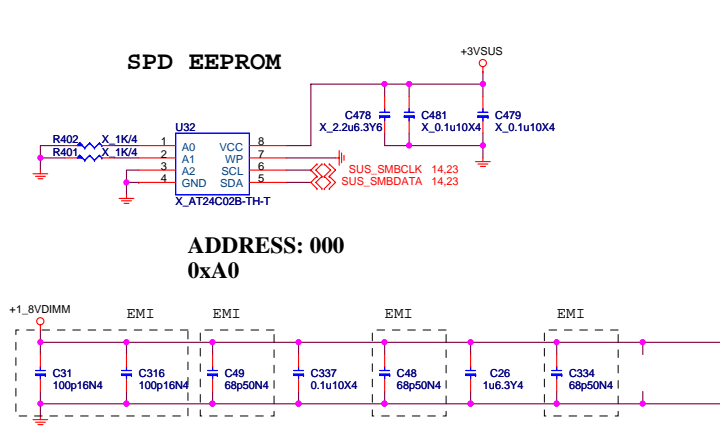 +3VSUS
SPD EEPROM
C478
X_2.2u6.3Y6
C481
X_0.1u10X4
C479
X_0.1u10X4
U32
R402 X_1K/4
R401 X_1K/4
1 A0 VCC 8
2 A1 WP 7
3 A2 SCL 6
4 GND SDA 5
SUS_SMBCLK 14,23
SUS_SMBDATA 14,23
X_AT24C02B-TH-T
ADDRESS: 000
0xA0
+1_8VDIMM
EMI EMI EMI EMI
C31 C316 C49 C337 C48 C26 C334
100p16N4 100p16N4 68p50N4 0.1u10X4 68p50N4 1u6.3Y4 68p50N4